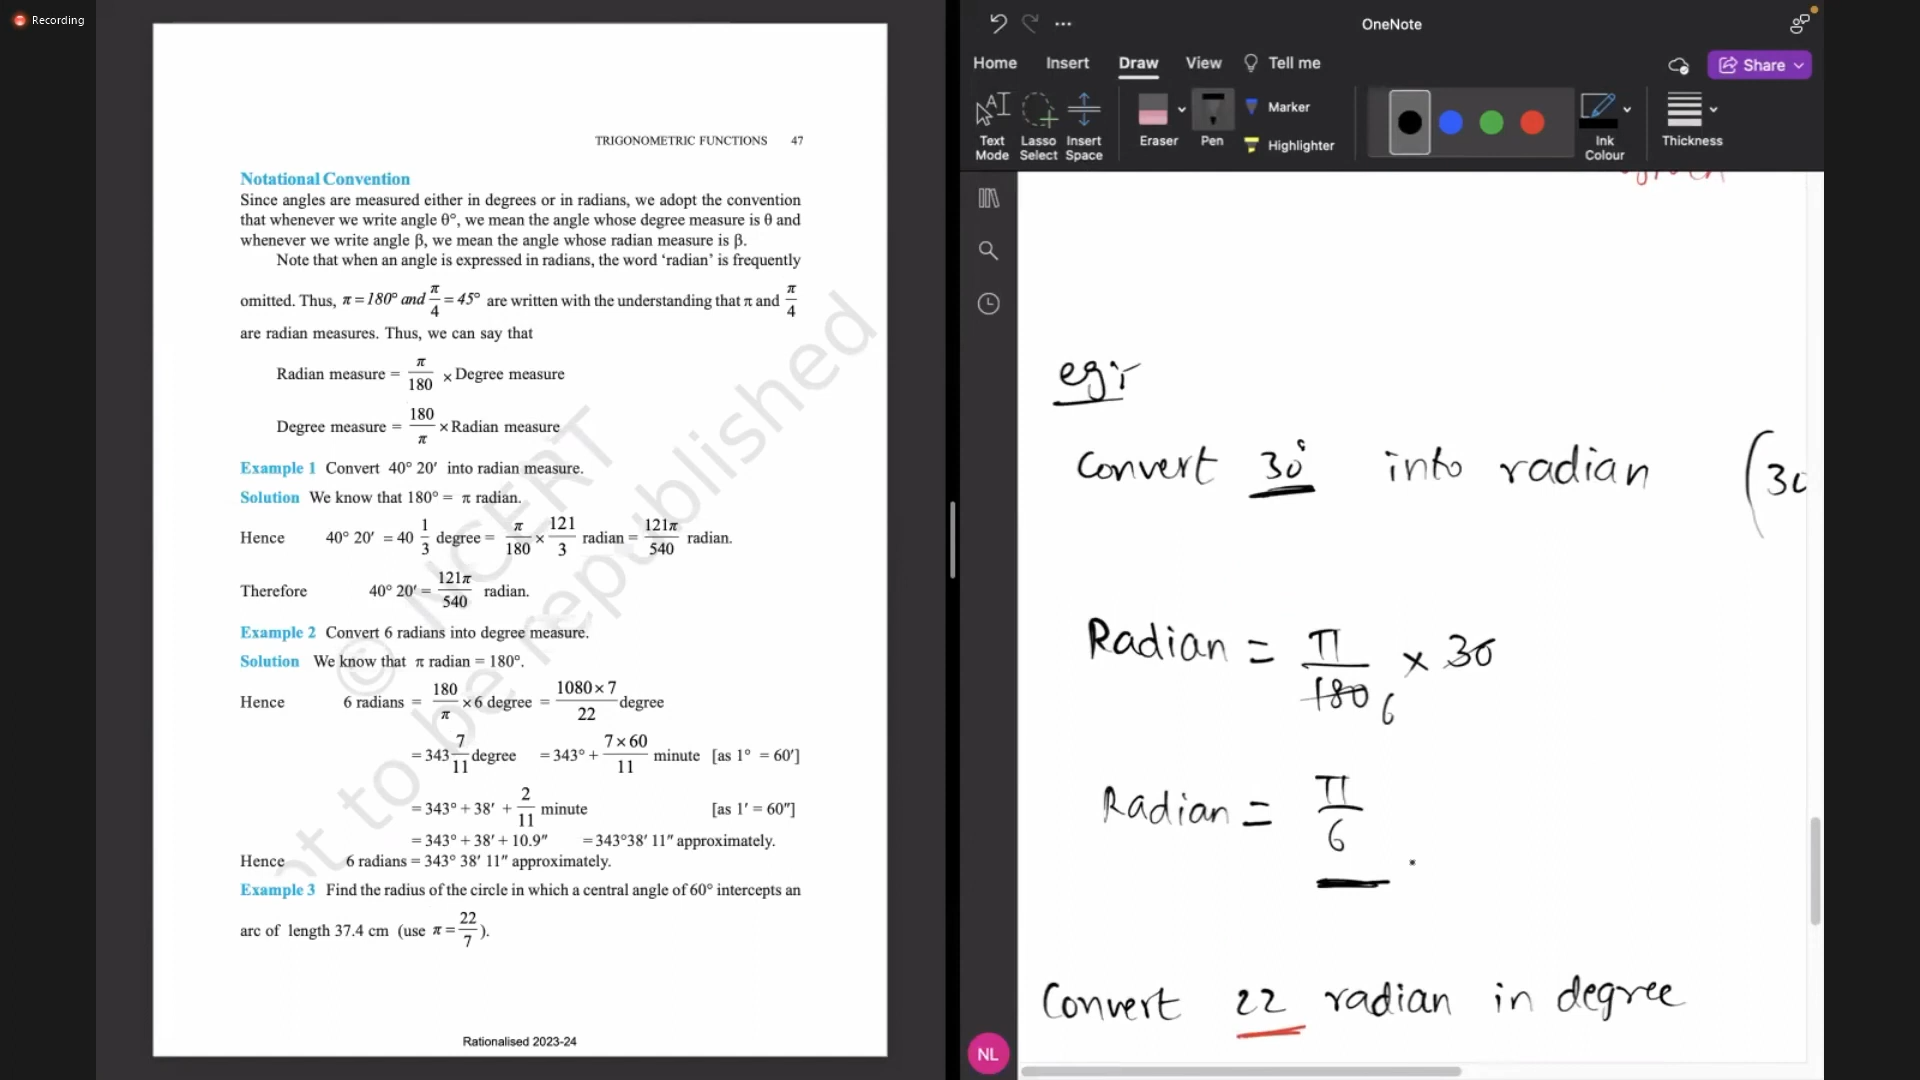 Recording
TRIGONOMETRIC FUNCTIONS 47
Notational Convention
Since angles are measured either in degrees or in radians, we adopt the convention
that whenever we write angle θ°, we mean the angle whose degree measure is θ and
whenever we write angle β, we mean the angle whose radian measure is β.
Note that when an angle is expressed in radians, the word ‘radian’ is frequently
omitted. Thus, π = 180° and π/4 = 45° are written with the understanding that π and π/4
are radian measures. Thus, we can say that
Radian measure = π/180 × Degree measure
Degree measure = 180/π × Radian measure
Example 1 Convert 40° 20′ into radian measure.
Solution We know that 180° = π radian.
Hence 40° 20′ = 40 1/3 degree = π/180 × 121/3 radian = 121π/540 radian.
Therefore 40° 20′ = 121π/540 radian.
Example 2 Convert 6 radians into degree measure.
Solution We know that π radian = 180°.
Hence 6 radians = 180/π × 6 degree = 1080 × 7/22 degree
= 343 7/11 degree = 343° + 7 × 60/11 minute [as 1° = 60′]
= 343° + 38′ + 2/11 minute [as 1′ = 60″]
= 343° + 38′ + 10.9″ = 343°38′ 11″ approximately.
Hence 6 radians = 343° 38′ 11″ approximately.
Example 3 Find the radius of the circle in which a central angle of 60° intercepts an
arc of length 37.4 cm (use π = 22/7).
Rationalised 2023-24
© NCERT
not to be republished
OneNote
Home Insert Draw View Tell me Share
Text Mode Lasso Select Insert Space Eraser Pen Marker Highlighter Ink Colour Thickness
eg:-
Convert 30° into radian (30
Radian = π/180 6 × 30
Radian = π/6
Convert 22 radian in degree
NL